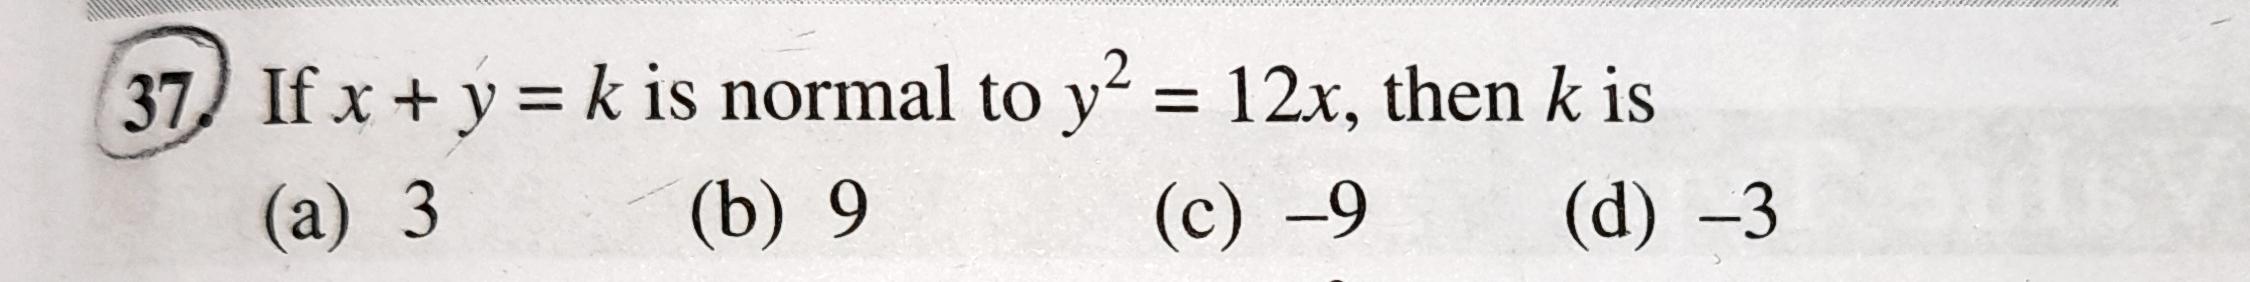 37. If x + y = k is normal to y² = 12x, then k is
(a) 3 (b) 9 (c) –9 (d) –3